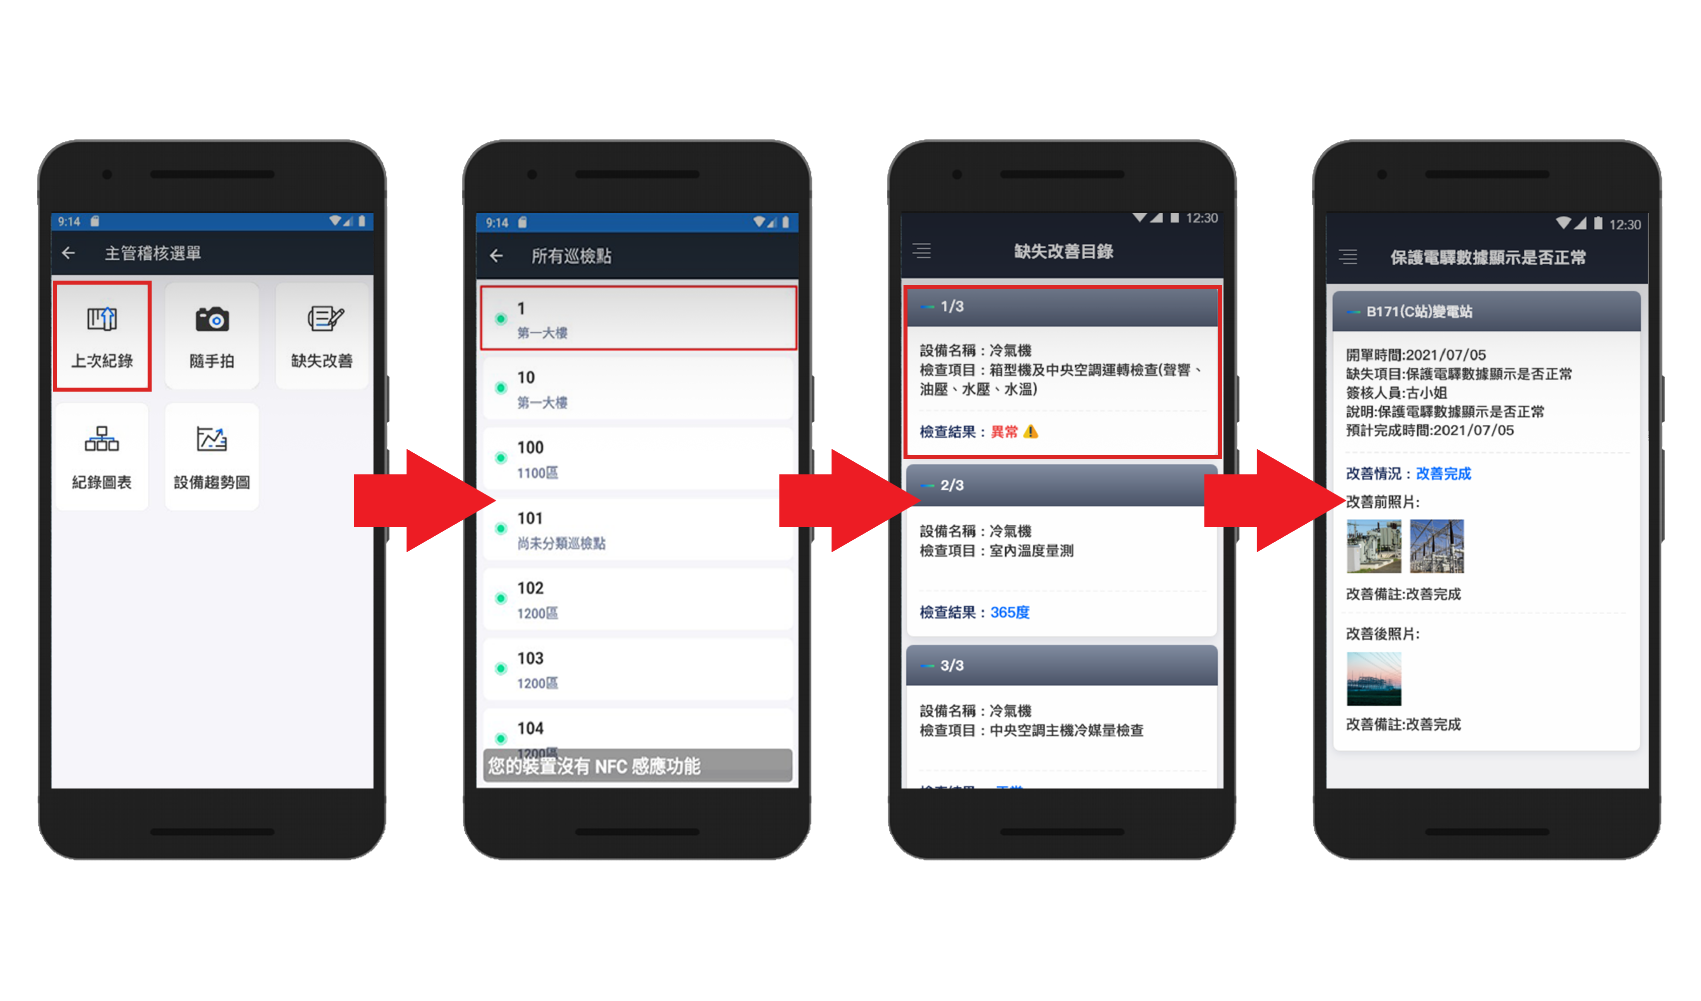 9:14
主管稽核選單
上次紀錄
隨手拍
缺失改善
紀錄圖表
設備趨勢圖
9:14
所有巡檢點
1
第一大樓
10
第一大樓
100
1100區
101
尚未分類巡檢點
102
1200區
103
1200區
104
1200區
您的裝置沒有 NFC 感應功能
12:30
缺失改善目錄
1/3
設備名稱：冷氣機
檢查項目：箱型機及中央空調運轉檢查(聲響、
油壓、水壓、水溫)
檢查結果：異常
2/3
設備名稱：冷氣機
檢查項目：室內溫度量測
檢查結果：365度
3/3
設備名稱：冷氣機
檢查項目：中央空調主機冷媒量檢查
檢查結果：正常
12:30
保護電驛數據顯示是否正常
B171(C站)變電站
開單時間:2021/07/05
缺失項目:保護電驛數據顯示是否正常
簽核人員:古小姐
說明:保護電驛數據顯示是否正常
預計完成時間:2021/07/05
改善情況：改善完成
改善前照片:
改善備註:改善完成
改善後照片:
改善備註:改善完成